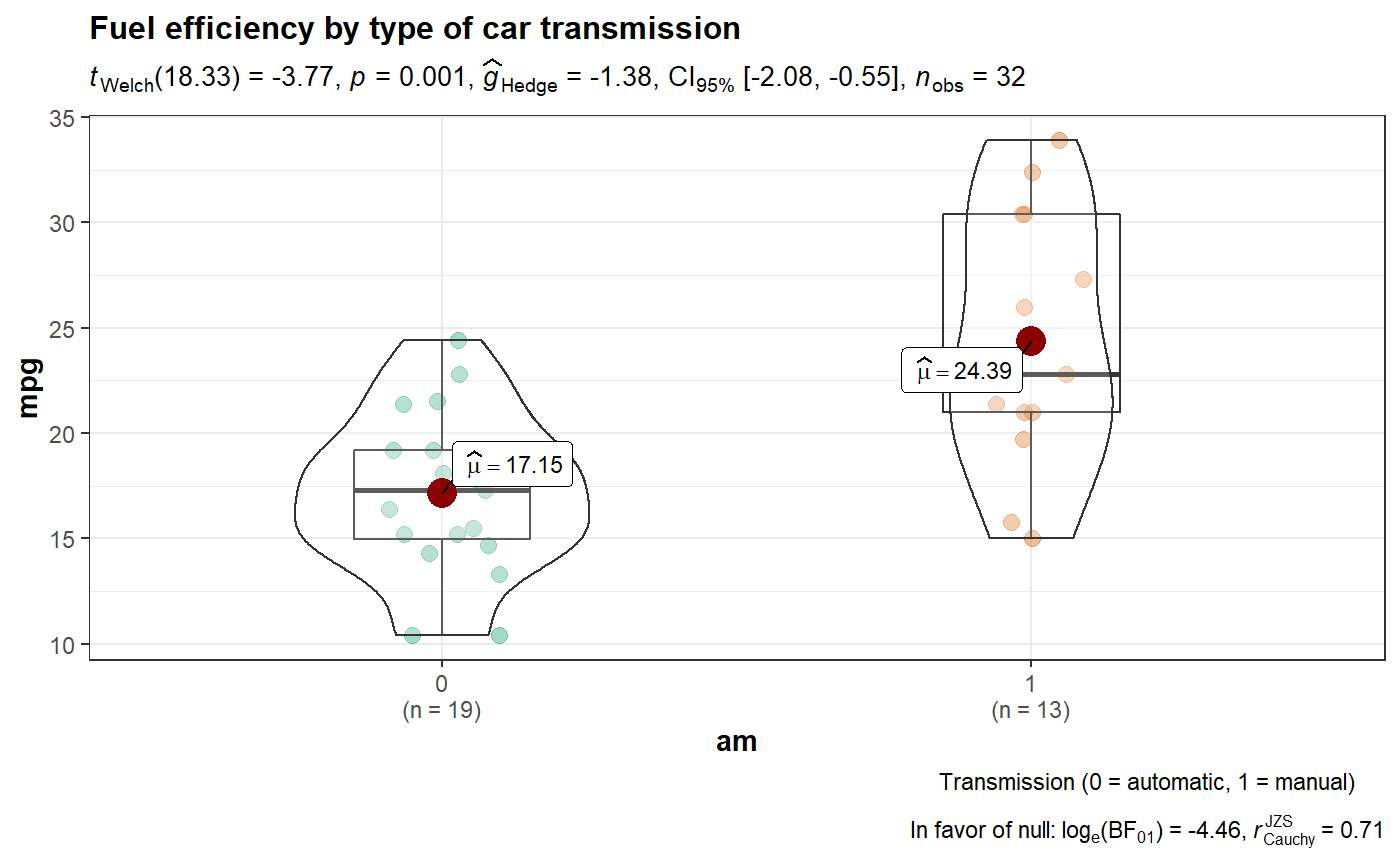 Fuel efficiency by type of car transmission
t_Welch(18.33) = -3.77, p = 0.001, ĝ_Hedge = -1.38, CI_95% [-2.08, -0.55], n_obs = 32
35
30
25
20
15
10
mpg
μ̂ = 24.39
μ̂ = 17.15
0
(n = 19)
1
(n = 13)
am
Transmission (0 = automatic, 1 = manual)
In favor of null: log_e(BF_01) = -4.46, r_Cauchy^JZS = 0.71